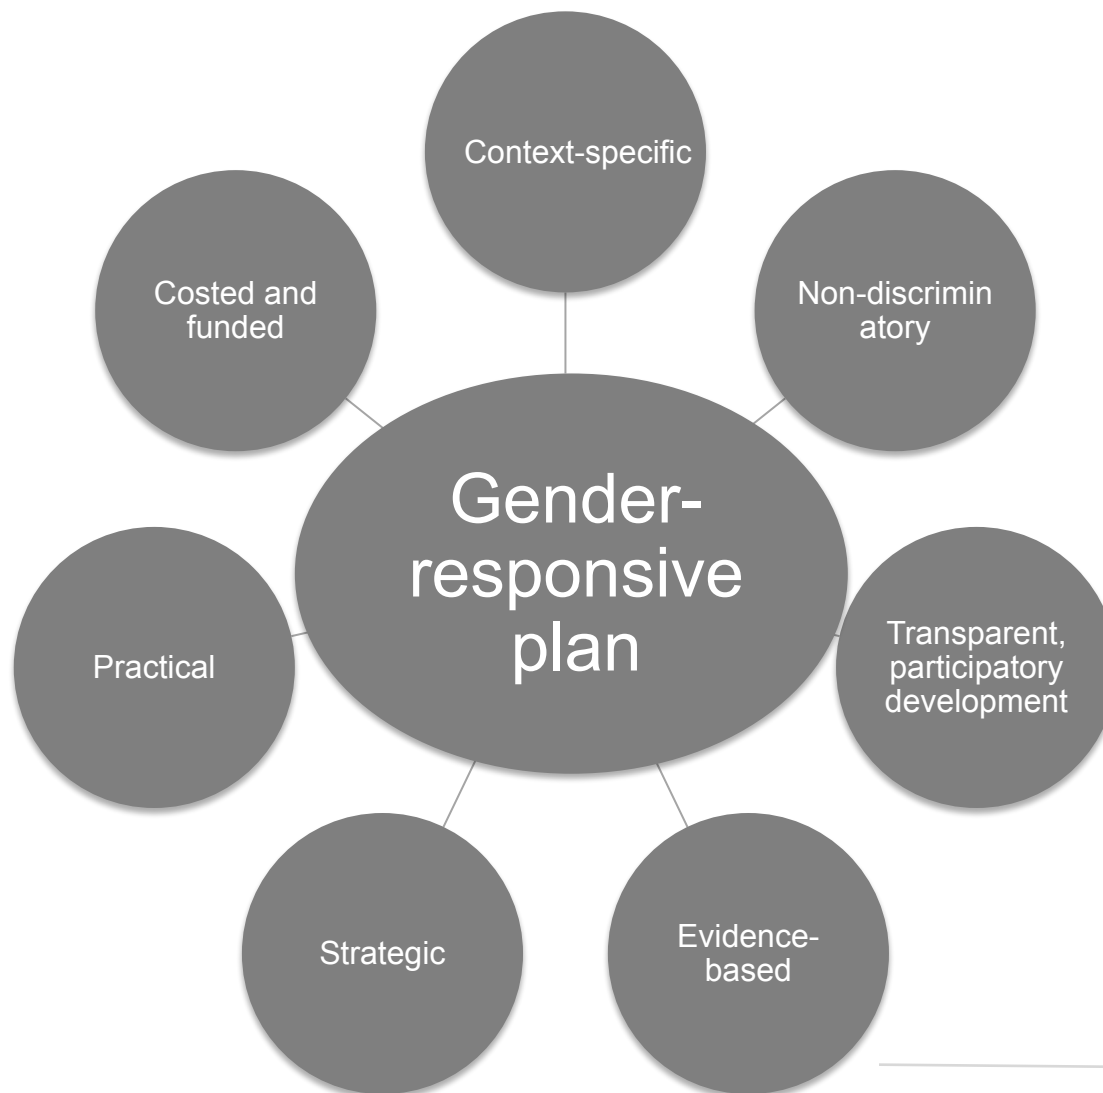 Context-specific
Costed and
funded
Non-discrimin
atory
Gender-
responsive
plan
Practical
Transparent,
participatory
development
Strategic
Evidence-
based